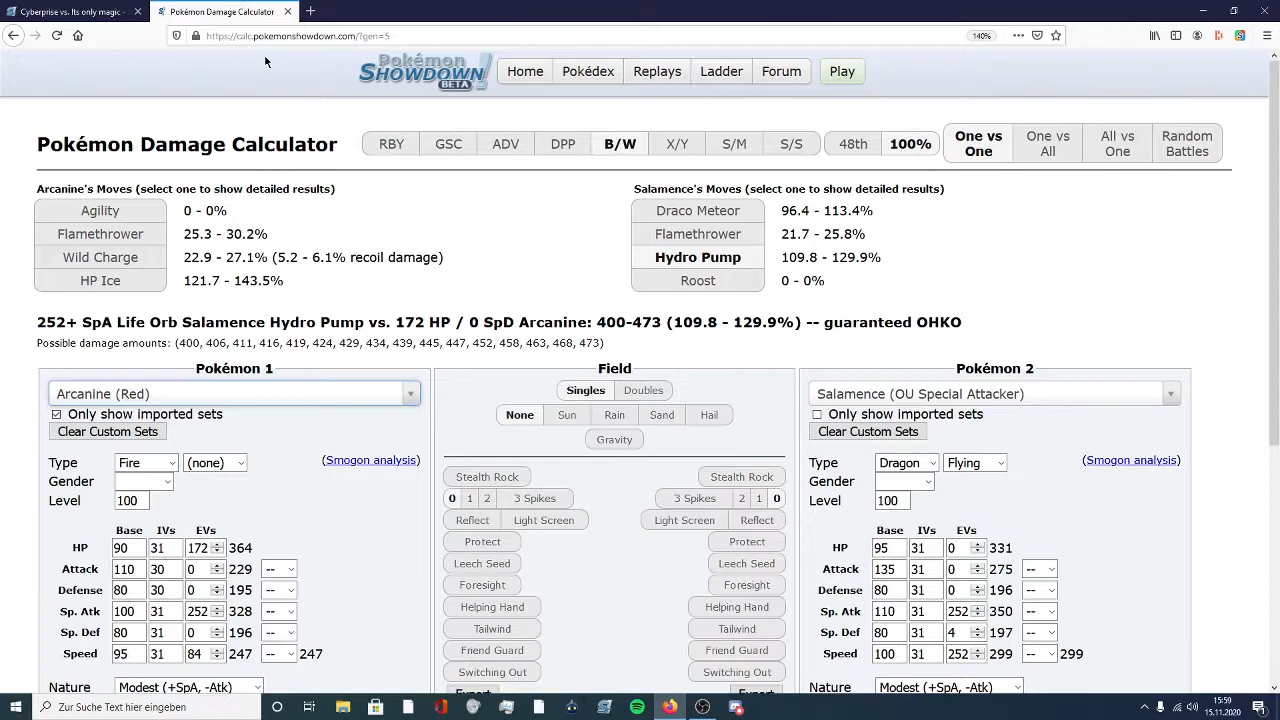 Cyberprise vs. Its only magic -
Pokémon Damage Calculator
https://calc.pokemonshowdown.com/?gen=5
140%
Pokémon SHOWDOWN! BETA
Home Pokédex Replays Ladder Forum Play
Pokémon Damage Calculator
RBY GSC ADV DPP B/W X/Y S/M S/S 48th 100% One vs One One vs All All vs One Random Battles
Arcanine's Moves (select one to show detailed results)
Agility 0 - 0%
Flamethrower 25.3 - 30.2%
Wild Charge 22.9 - 27.1% (5.2 - 6.1% recoil damage)
HP Ice 121.7 - 143.5%
Salamence's Moves (select one to show detailed results)
Draco Meteor 96.4 - 113.4%
Flamethrower 21.7 - 25.8%
Hydro Pump 109.8 - 129.9%
Roost 0 - 0%
252+ SpA Life Orb Salamence Hydro Pump vs. 172 HP / 0 SpD Arcanine: 400-473 (109.8 - 129.9%) -- guaranteed OHKO
Possible damage amounts: (400, 406, 411, 416, 419, 424, 429, 434, 439, 445, 447, 452, 458, 463, 468, 473)
Pokémon 1
Arcanine (Red)
Only show imported sets
Clear Custom Sets
Type Fire (none) (Smogon analysis)
Gender
Level 100
Base IVs EVs
HP 90 31 172 364
Attack 110 30 0 229 --
Defense 80 30 0 195 --
Sp. Atk 100 31 252 328 --
Sp. Def 80 31 0 196 --
Speed 95 31 84 247 -- 247
Nature Modest (+SpA, -Atk)
Field
Singles Doubles
None Sun Rain Sand Hail
Gravity
Stealth Rock Stealth Rock
0 1 2 3 Spikes 3 Spikes 2 1 0
Reflect Light Screen Light Screen Reflect
Protect Protect
Leech Seed Leech Seed
Foresight Foresight
Helping Hand Helping Hand
Tailwind Tailwind
Friend Guard Friend Guard
Switching Out Switching Out
Expert Expert
Pokémon 2
Salamence (OU Special Attacker)
Only show imported sets
Clear Custom Sets
Type Dragon Flying (Smogon analysis)
Gender
Level 100
Base IVs EVs
HP 95 31 0 331
Attack 135 31 0 275 --
Defense 80 31 0 196 --
Sp. Atk 110 31 252 350 --
Sp. Def 80 31 4 197 --
Speed 100 31 252 299 -- 299
Nature Modest (+SpA, -Atk)
Zur Suche Text hier eingeben
15:59
15.11.2020